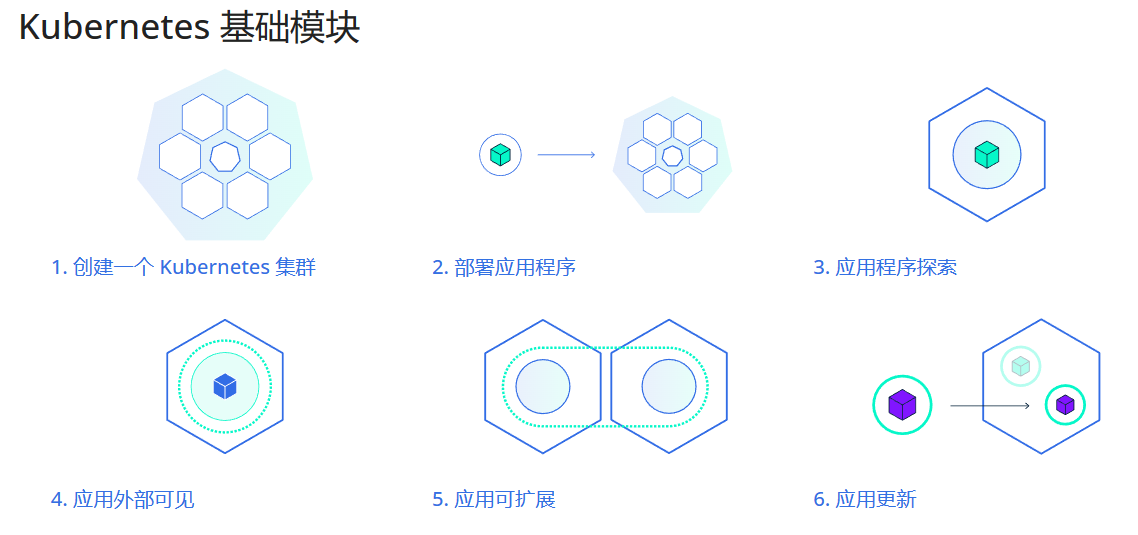 Kubernetes 基础模块
1. 创建一个 Kubernetes 集群
2. 部署应用程序
3. 应用程序探索
4. 应用外部可见
5. 应用可扩展
6. 应用更新